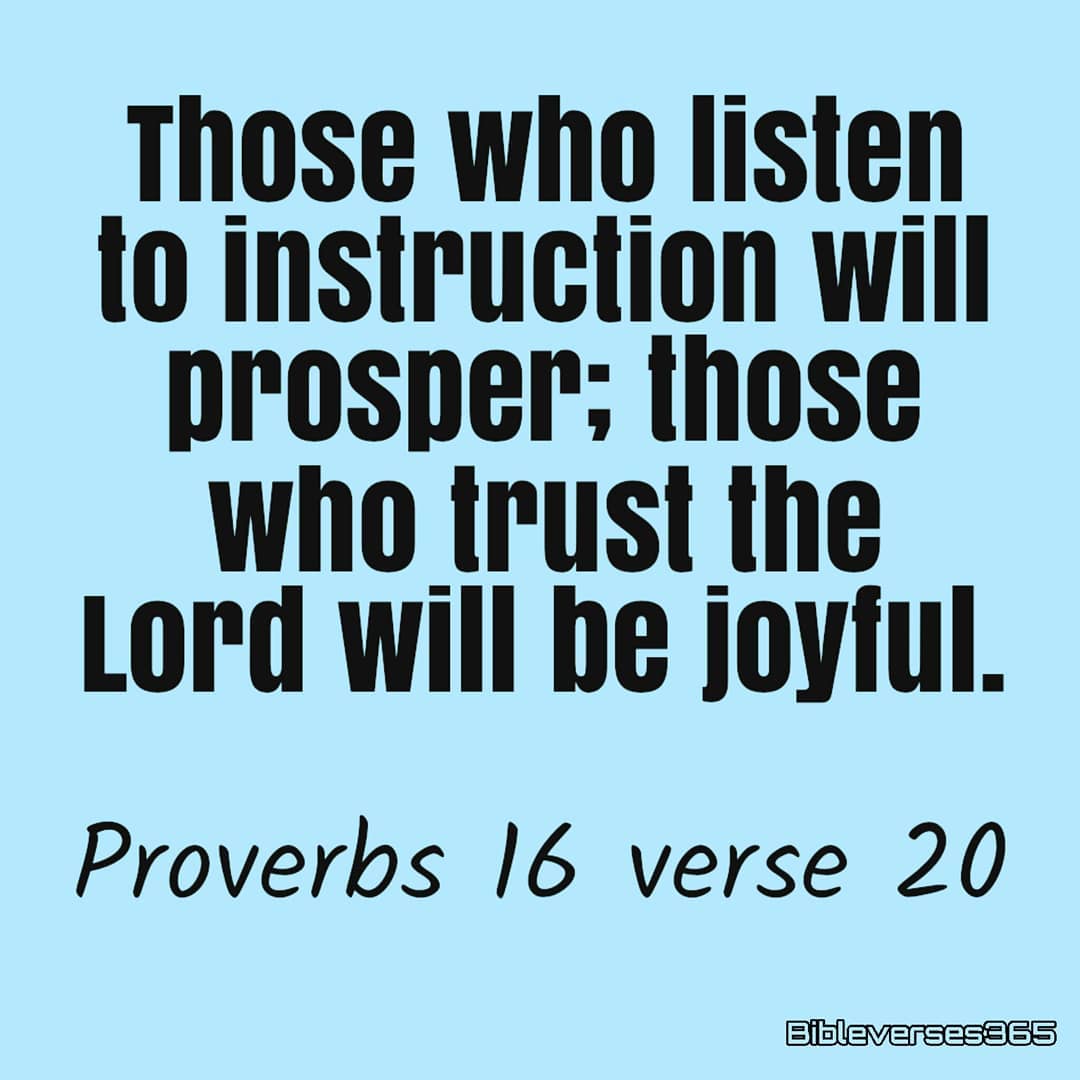 Those who listen
to instruction will
prosper; those
who trust the
Lord will be joyful.
Proverbs 16 verse 20
Bibleverses365